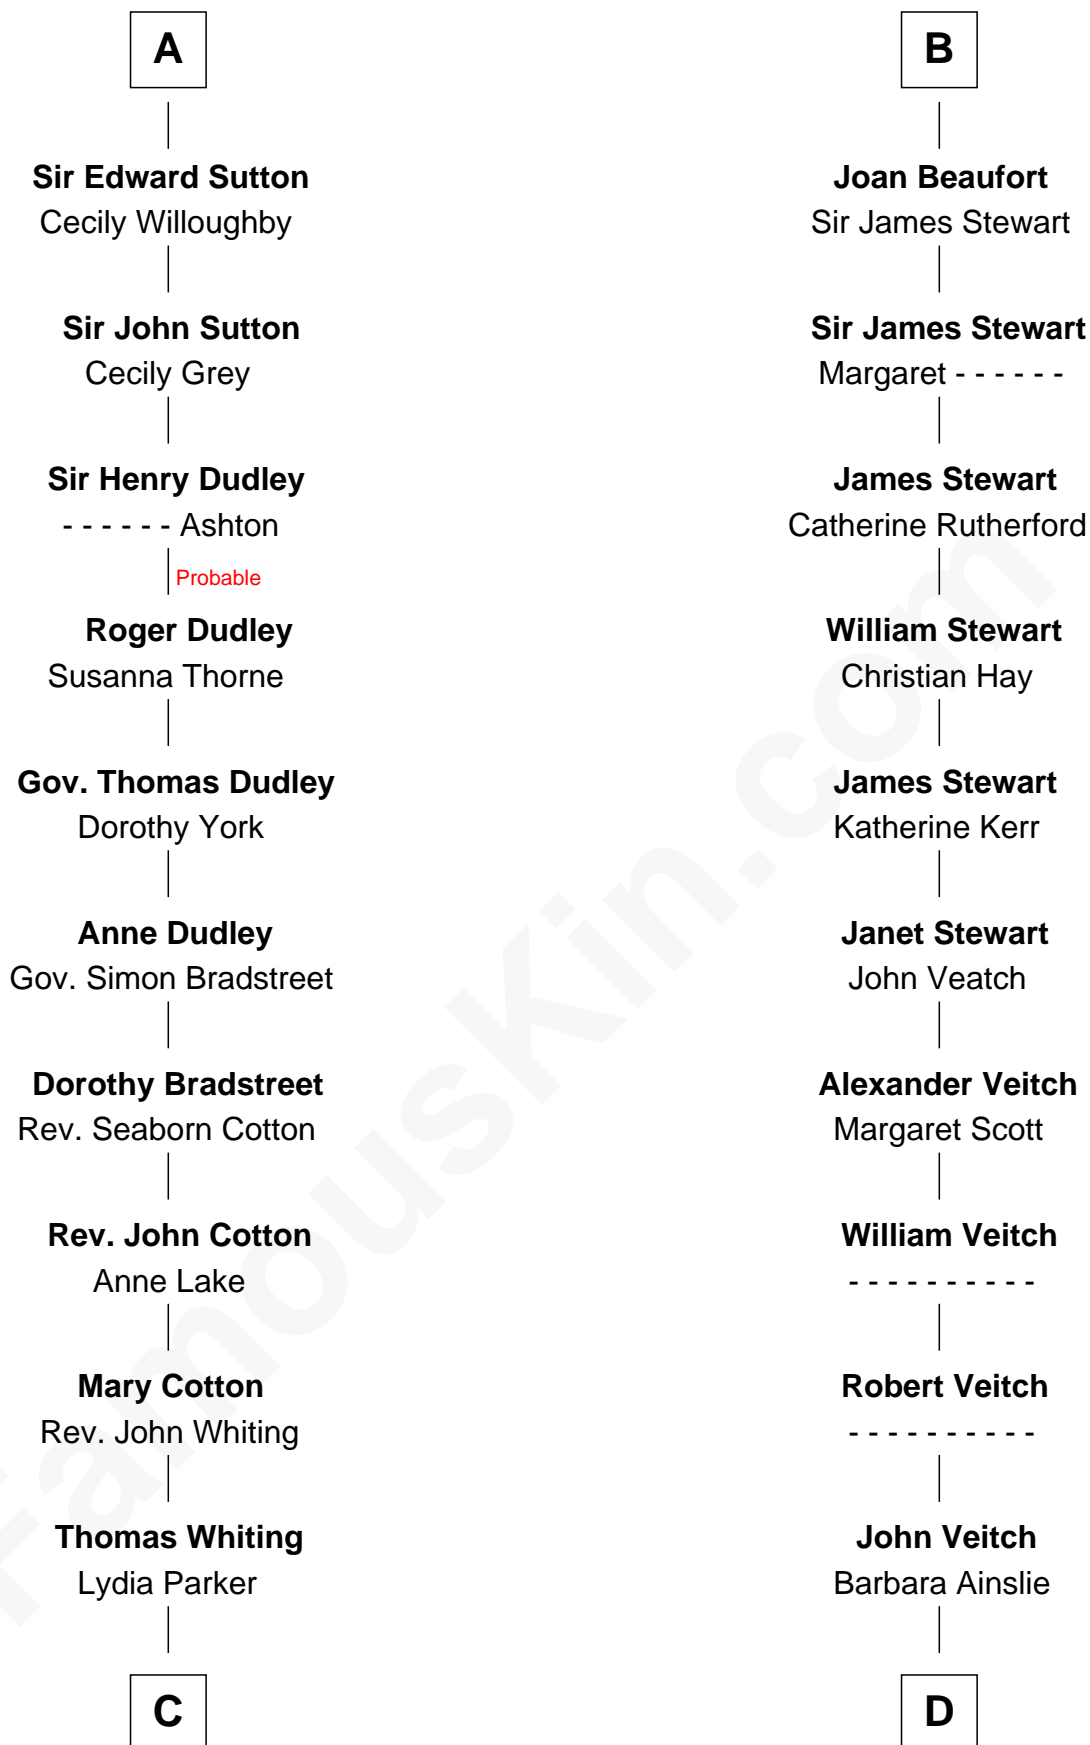 A
Sir Edward Sutton
Cecily Willoughby
Sir John Sutton
Cecily Grey
Sir Henry Dudley
- - - - - - Ashton
Probable
Roger Dudley
Susanna Thorne
Gov. Thomas Dudley
Dorothy York
Anne Dudley
Gov. Simon Bradstreet
Dorothy Bradstreet
Rev. Seaborn Cotton
Rev. John Cotton
Anne Lake
Mary Cotton
Rev. John Whiting
Thomas Whiting
Lydia Parker
C
B
Joan Beaufort
Sir James Stewart
Sir James Stewart
Margaret - - - - - -
James Stewart
Catherine Rutherford
William Stewart
Christian Hay
James Stewart
Katherine Kerr
Janet Stewart
John Veatch
Alexander Veitch
Margaret Scott
William Veitch
- - - - - - - - - -
Robert Veitch
- - - - - - - - - -
John Veitch
Barbara Ainslie
D
FamousKin.com